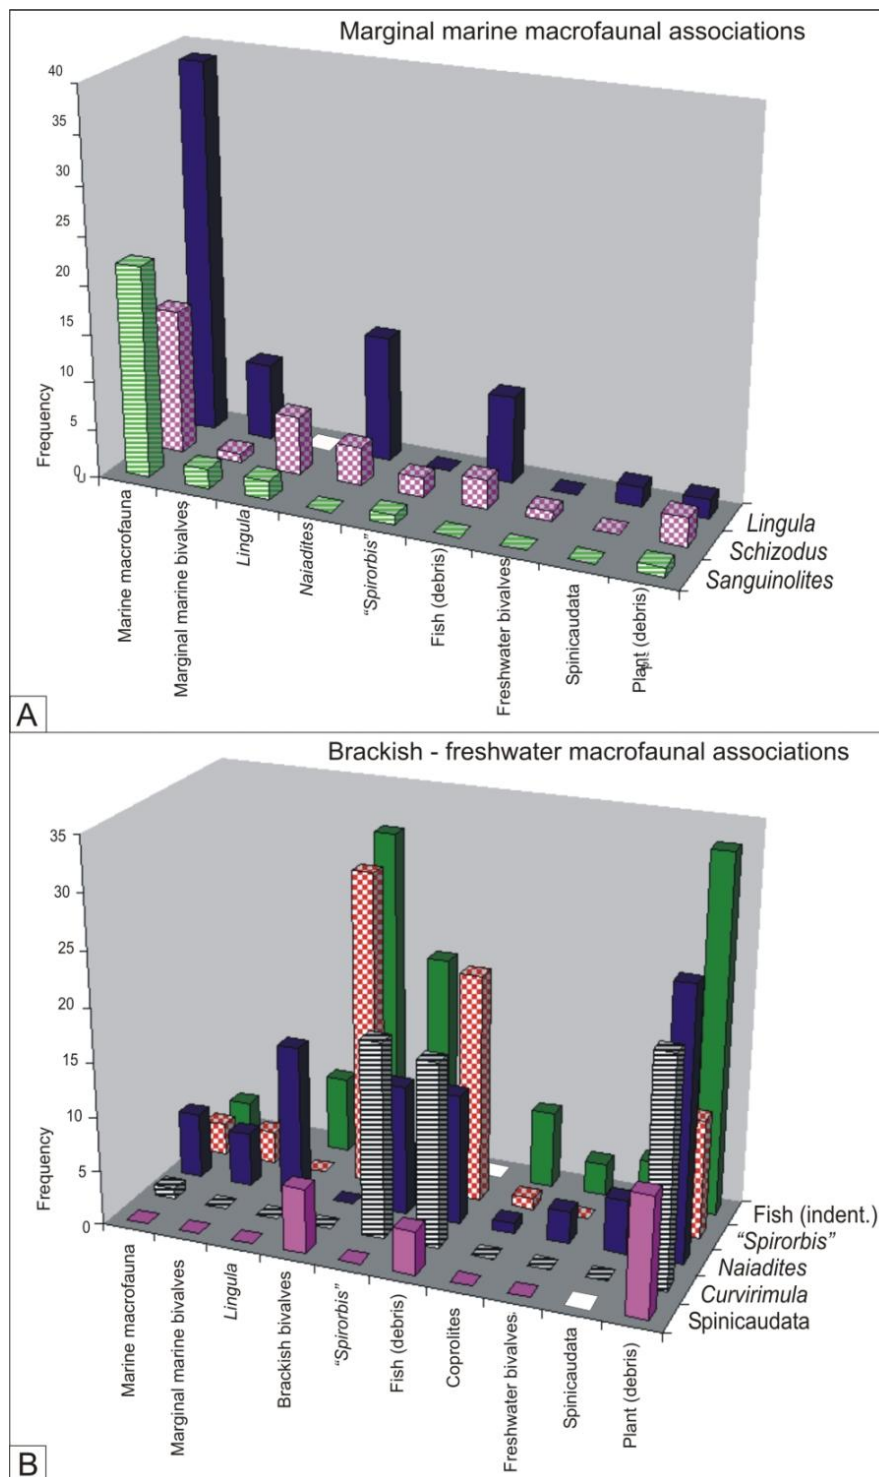 Marginal marine macrofaunal associations
40
35
30
25
20
15
10
5
0
Frequency
Marine macrofauna
Marginal marine bivalves
Lingula
Naiadites
“Spirorbis”
Fish (debris)
Freshwater bivalves
Spinicaudata
Plant (debris)
Lingula
Schizodus
Sanguinolites
A
Brackish - freshwater macrofaunal associations
35
30
25
20
15
10
5
0
Frequency
Marine macrofauna
Marginal marine bivalves
Lingula
Brackish bivalves
“Spirorbis”
Fish (debris)
Coprolites
Freshwater bivalves
Spinicaudata
Plant (debris)
Fish (indent.)
“Spirorbis”
Naiadites
Curvirimula
Spinicaudata
B